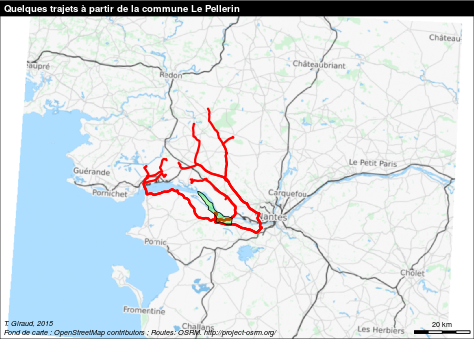 Quelques trajets à partir de la commune Le Pellerin
Château
Châteaubriant
Redon
Le Petit Paris
Guérande
Carquefou
Pornichet
Nantes
Pornic
Cholet
Fromentine
T. Giraud. 2015
20 km
Challans
Les Herbiers
Fond de carte : OpenStreetMap contributors ; Routes: OSRM. http://project-osrm.org/